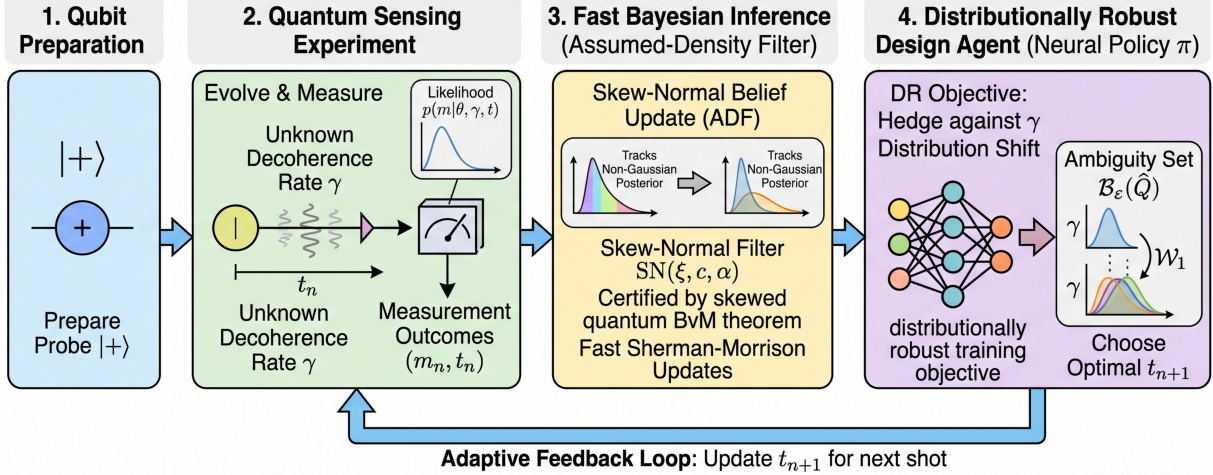 1. Qubit
Preparation
|+⟩
+
Prepare
Probe |+⟩
2. Quantum Sensing
Experiment
Evolve & Measure
Likelihood
p(m|θ, γ, t)
Unknown
Decoherence
Rate γ
|
t_n
Unknown
Decoherence
Rate γ
Measurement
Outcomes
(m_n, t_n)
3. Fast Bayesian Inference
(Assumed-Density Filter)
Skew-Normal Belief
Update (ADF)
Tracks
Non-Gaussian
Posterior
Tracks
Non-Gaussian
Posterior
Skew-Normal Filter
SN(ξ, c, α)
Certified by skewed
quantum BvM theorem
Fast Sherman-Morrison
Updates
4. Distributionally Robust
Design Agent (Neural Policy π)
DR Objective:
Hedge against γ
Distribution Shift
distributionally
robust training
objective
Ambiguity Set
𝓑_ε(Q̂)
γ
𝒲₁
γ
Choose
Optimal t_{n+1}
Adaptive Feedback Loop: Update t_{n+1} for next shot